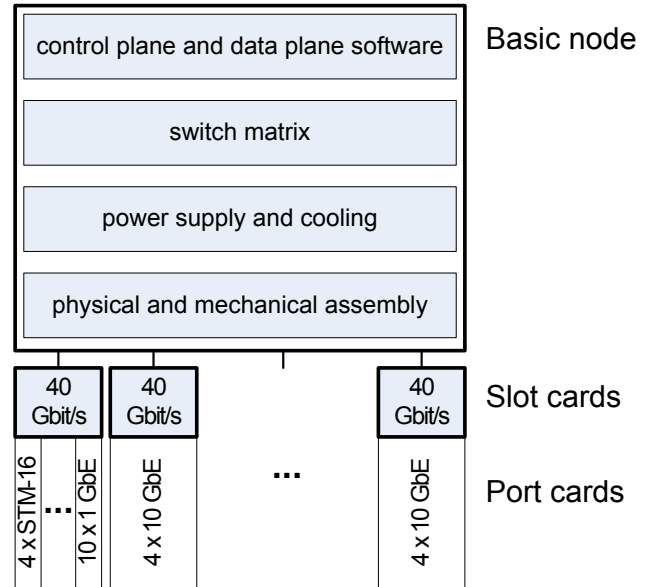 control plane and data plane software
Basic node
switch matrix
power supply and cooling
physical and mechanical assembly
40
Gbit/s
40
Gbit/s
40
Gbit/s
Slot cards
4 x STM-16
...
10 x 1 GbE
4 x 10 GbE
...
4 x 10 GbE
Port cards